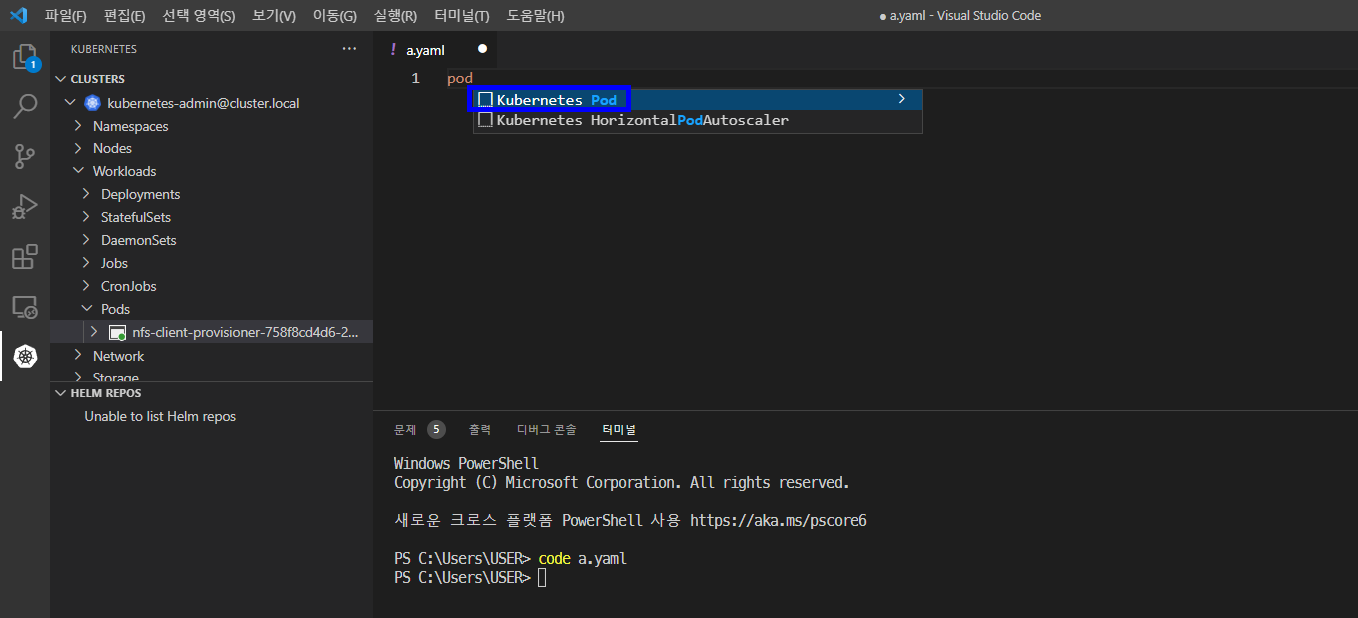 파일(F) 편집(E) 선택 영역(S) 보기(V) 이동(G) 실행(R) 터미널(T) 도움말(H)
● a.yaml - Visual Studio Code
1
KUBERNETES ···
CLUSTERS
kubernetes-admin@cluster.local
Namespaces
Nodes
Workloads
Deployments
StatefulSets
DaemonSets
Jobs
CronJobs
Pods
nfs-client-provisioner-758f8cd4d6-2...
Network
Storage
HELM REPOS
Unable to list Helm repos
! a.yaml ●
1 pod
Kubernetes Pod
Kubernetes HorizontalPodAutoscaler
문제 5 출력 디버그 콘솔 터미널
Windows PowerShell
Copyright (C) Microsoft Corporation. All rights reserved.
새로운 크로스 플랫폼 PowerShell 사용 https://aka.ms/pscore6
PS C:\Users\USER> code a.yaml
PS C:\Users\USER>